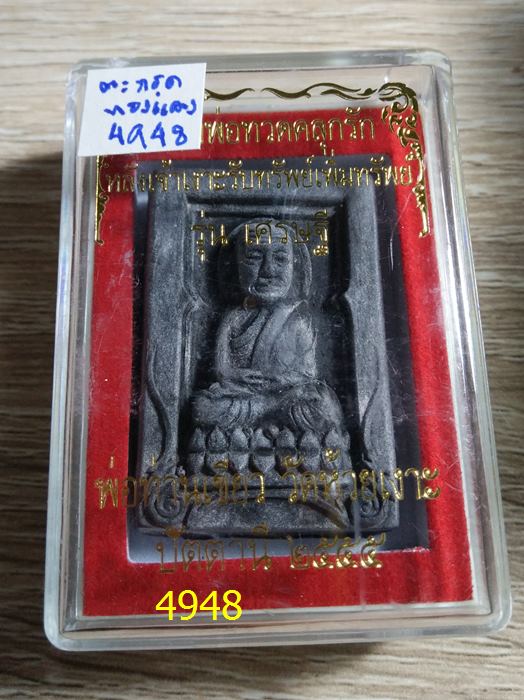 ตะกรุด
ทองแดง
4948
พ่อทวดคลุกรัก
หลังเจ้าเงาะรับทรัพย์เพิ่มทรัพย์
รุ่น เศรษฐี
พ่อท่านเขียว วัดห้วยเงาะ
ปัตตานี ๒๕๕๕
4948